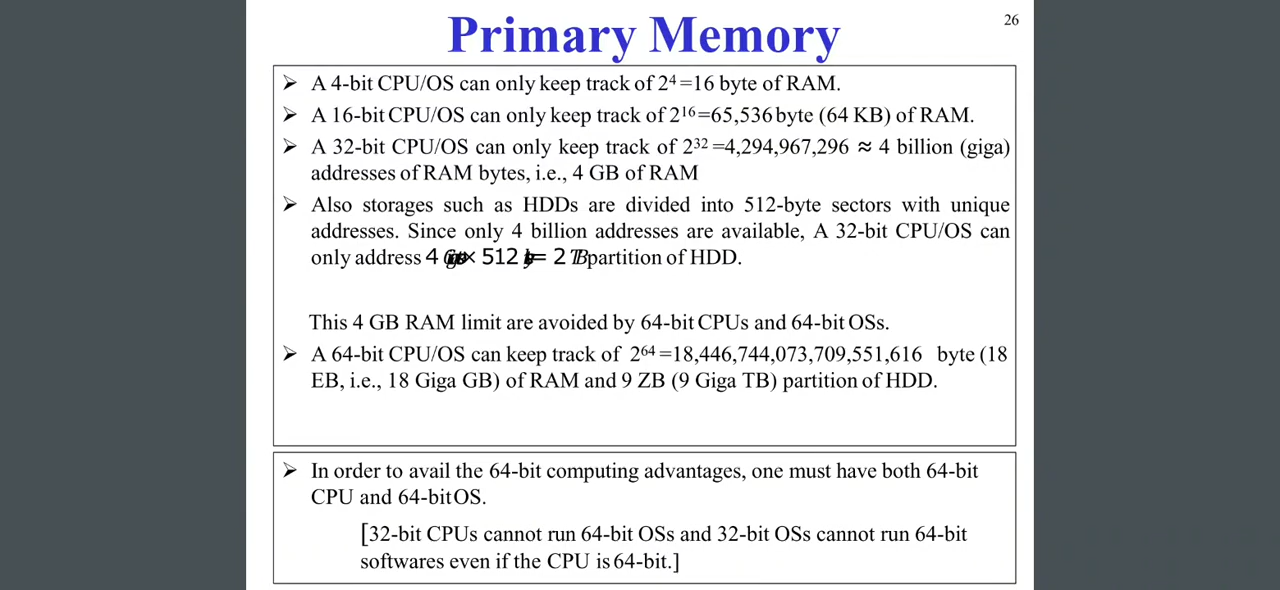 26
Primary Memory
➢ A 4-bit CPU/OS can only keep track of 2⁴=16 byte of RAM.
➢ A 16-bit CPU/OS can only keep track of 2¹⁶=65,536 byte (64 KB) of RAM.
➢ A 32-bit CPU/OS can only keep track of 2³²=4,294,967,296 ≈ 4 billion (giga)
addresses of RAM bytes, i.e., 4 GB of RAM
➢ Also storages such as HDDs are divided into 512-byte sectors with unique
addresses. Since only 4 billion addresses are available, A 32-bit CPU/OS can
only address 4 × 512 = 2 TB partition of HDD.
This 4 GB RAM limit are avoided by 64-bit CPUs and 64-bit OSs.
➢ A 64-bit CPU/OS can keep track of 2⁶⁴=18,446,744,073,709,551,616 byte (18
EB, i.e., 18 Giga GB) of RAM and 9 ZB (9 Giga TB) partition of HDD.
➢ In order to avail the 64-bit computing advantages, one must have both 64-bit
CPU and 64-bit OS.
[32-bit CPUs cannot run 64-bit OSs and 32-bit OSs cannot run 64-bit
softwares even if the CPU is 64-bit.]